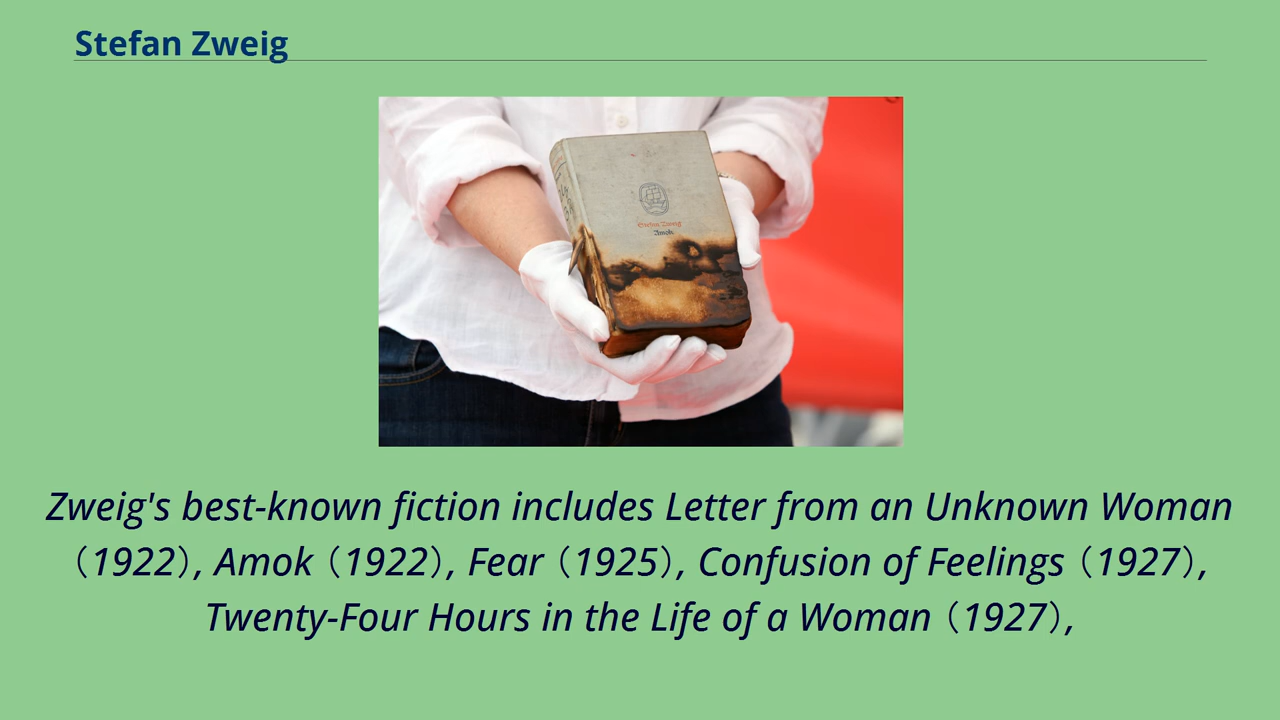 Stefan Zweig
Stefan Zweig
Amok
Zweig's best-known fiction includes Letter from an Unknown Woman
（1922）, Amok （1922）, Fear （1925）, Confusion of Feelings （1927）,
Twenty-Four Hours in the Life of a Woman （1927）,